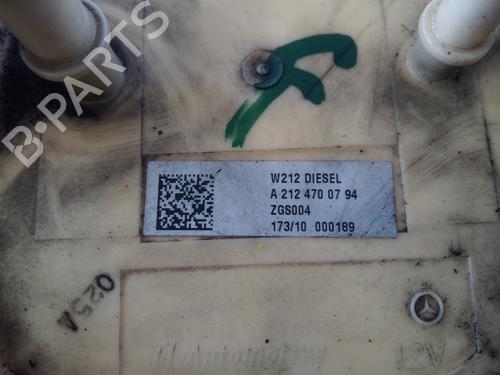 B-PARTS
W212 DIESEL
A 212 470 07 94
ZGS004
173/10 000189
025A
Automotive
12V